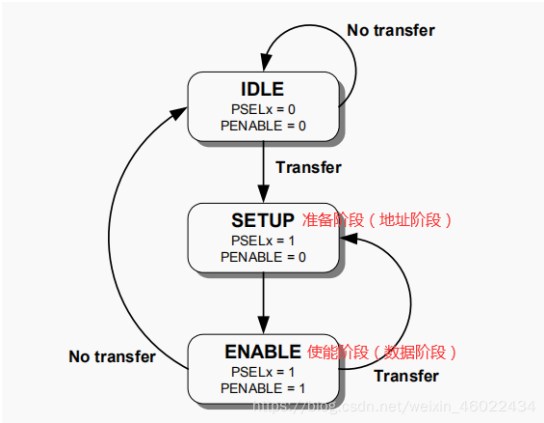 No transfer
IDLE
PSELx = 0
PENABLE = 0
Transfer
SETUP 准备阶段（地址阶段）
PSELx = 1
PENABLE = 0
ENABLE 使能阶段（数据阶段）
No transfer
PSELx = 1
Transfer
PENABLE = 1
https://blog.csdn.net/weixin_46022434